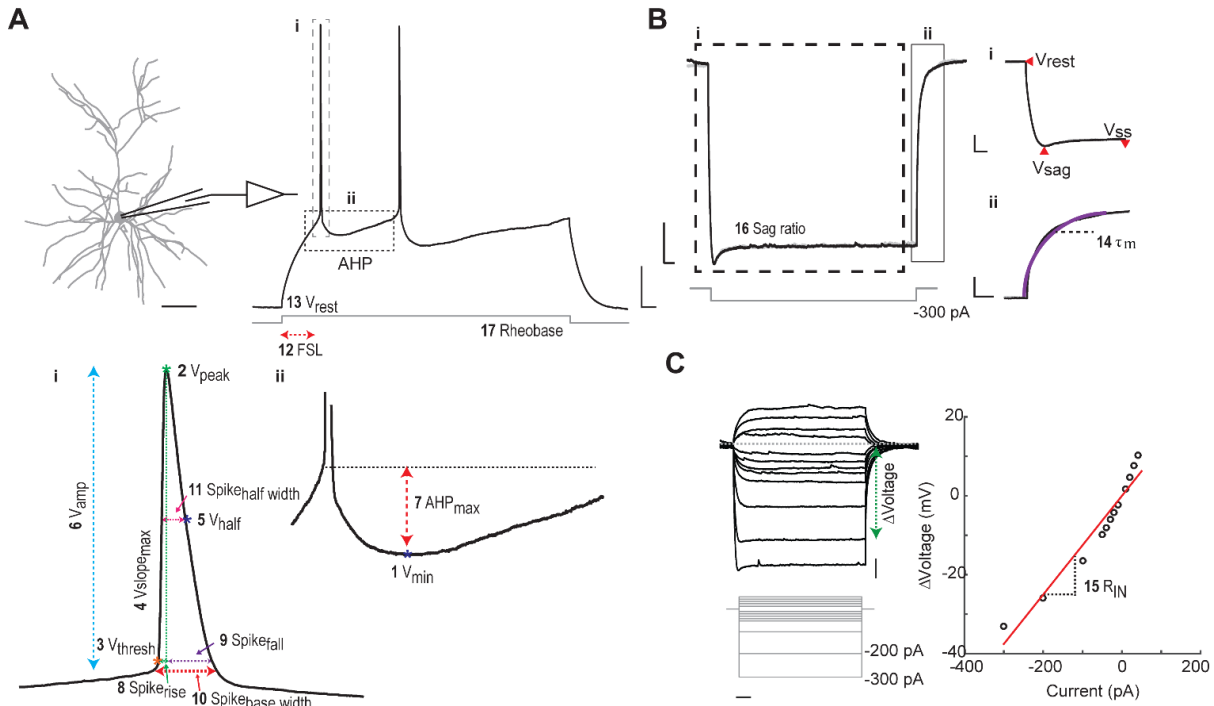 A
i
ii
AHP
13 Vrest
17 Rheobase
12 FSL
i
2 Vpeak
6 Vamp
4 Vslopemax
11 Spikehalf width
5 Vhalf
3 Vthresh
9 Spikefall
8 Spikerise
10 Spikebase width
ii
7 AHPmax
1 Vmin
B
i
ii
16 Sag ratio
-300 pA
i
Vrest
Vss
Vsag
ii
14 τm
C
ΔVoltage
-200 pA
-300 pA
ΔVoltage (mV)
20
0
-20
-40
15 RIN
-400
-200
0
200
Current (pA)